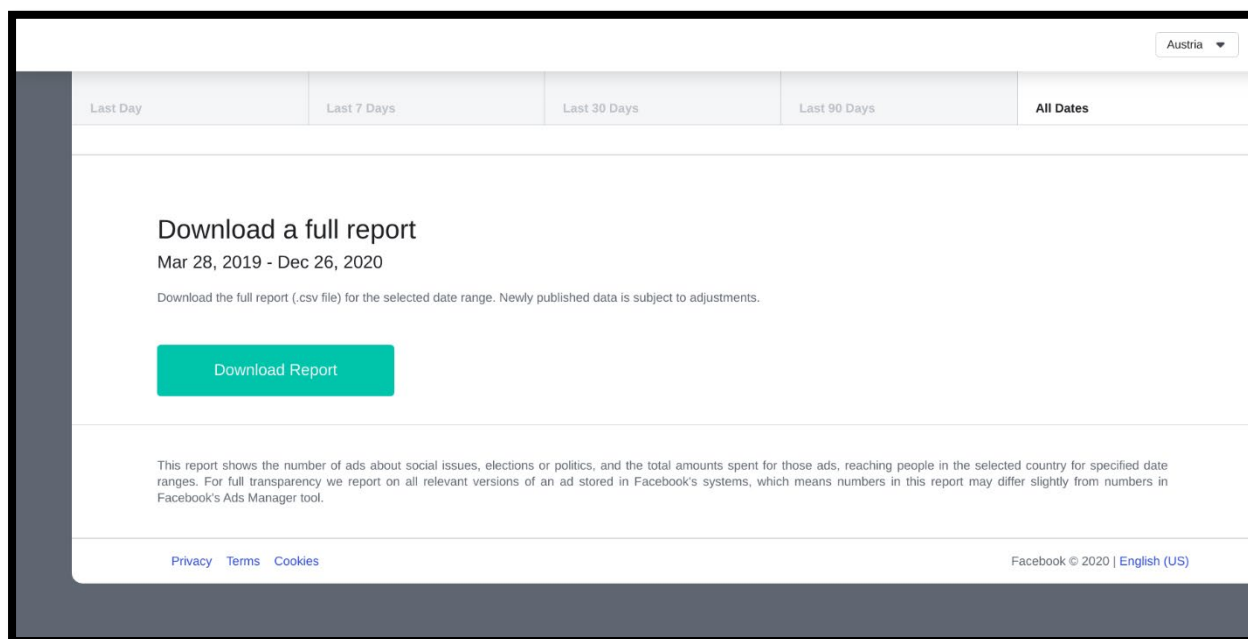 Austria
Last Day Last 7 Days Last 30 Days Last 90 Days All Dates
Download a full report
Mar 28, 2019 - Dec 26, 2020
Download the full report (.csv file) for the selected date range. Newly published data is subject to adjustments.
Download Report
This report shows the number of ads about social issues, elections or politics, and the total amounts spent for those ads, reaching people in the selected country for specified date
ranges. For full transparency we report on all relevant versions of an ad stored in Facebook's systems, which means numbers in this report may differ slightly from numbers in
Facebook's Ads Manager tool.
Privacy Terms Cookies Facebook © 2020 | English (US)